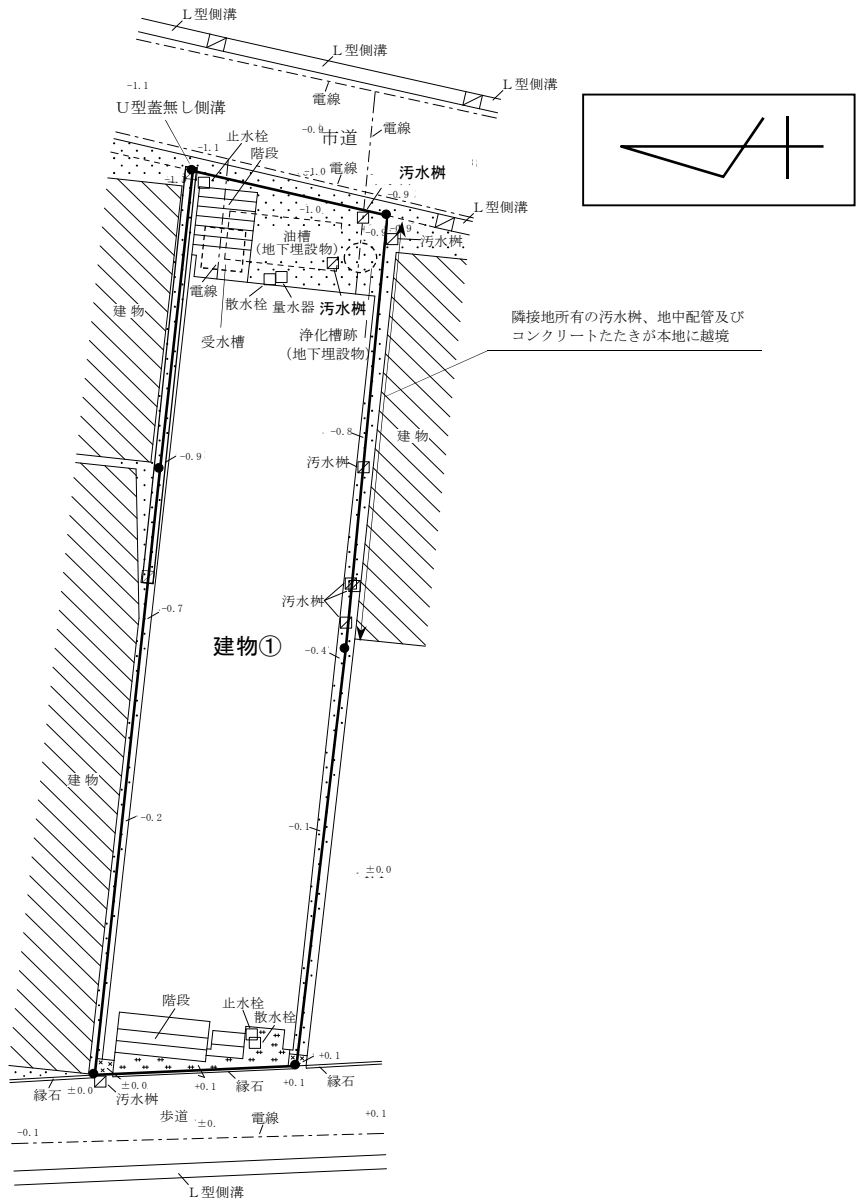 L型側溝
L型側溝
L型側溝
-1.1
電線
U型蓋無し側溝
-0.9
市道
電線
止水栓
-1.1
階段
-1.0
電線
汚水桝
-0.9
-1.0
L型側溝
油槽
(地下埋設物)
-0.9
汚水桝
電線
散水栓
量水器
汚水桝
建物
受水槽
浄化槽跡
(地下埋設物)
隣接地所有の汚水桝、地中配管及び
コンクリートたたきが本地に越境
-0.8
建物
-0.9
汚水桝
汚水桝
-0.7
建物①
-0.4
建物
-0.2
-0.1
±0.0
階段
止水栓
散水栓
+0.1
縁石
±0.0
±0.0
+0.1
縁石
+0.1
縁石
汚水桝
歩道
±0.
電線
+0.1
-0.1
L型側溝